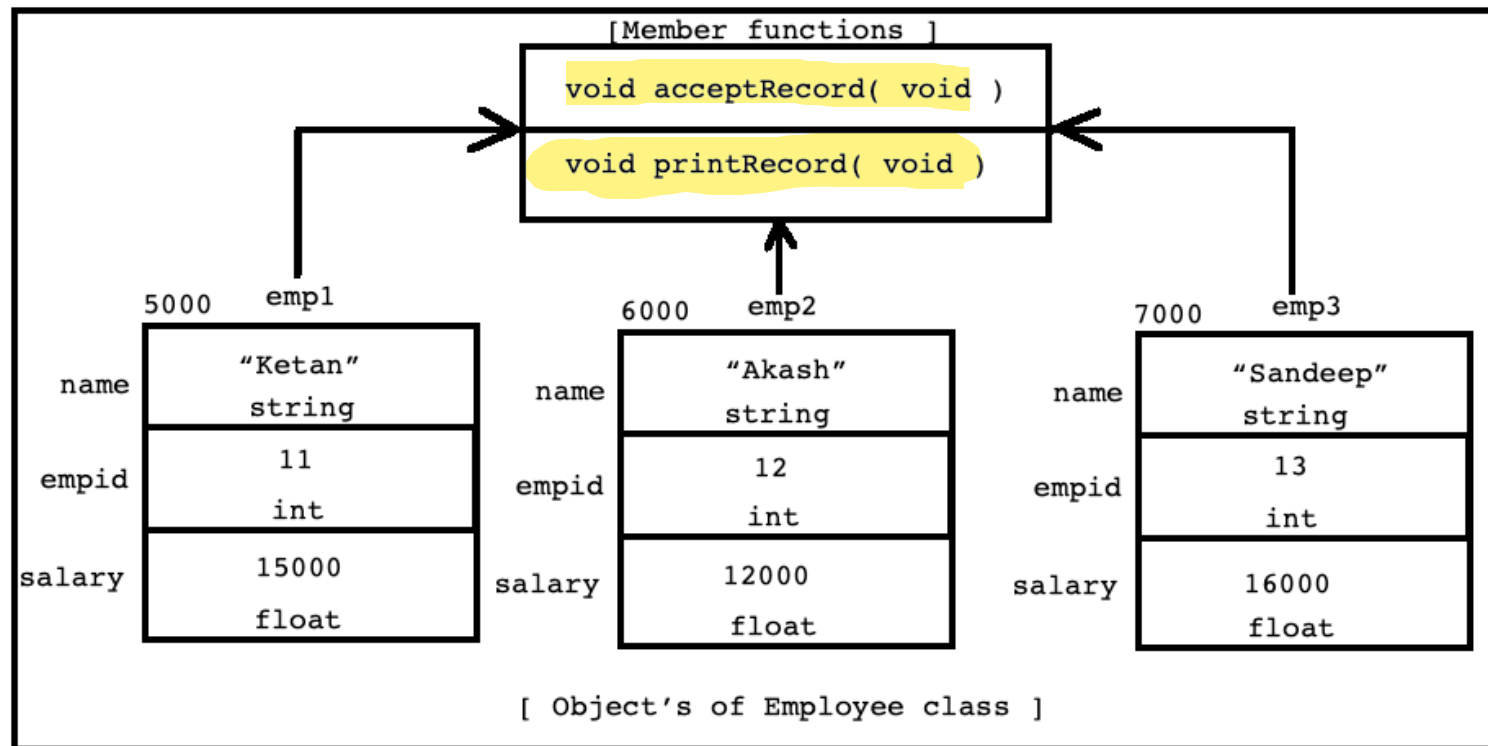 [Member functions ]
void acceptRecord( void )
void printRecord( void )
5000 emp1
name
“Ketan”
string
empid
11
int
salary
15000
float
6000 emp2
name
“Akash”
string
empid
12
int
salary
12000
float
7000 emp3
name
“Sandeep”
string
empid
13
int
salary
16000
float
[ Object’s of Employee class ]